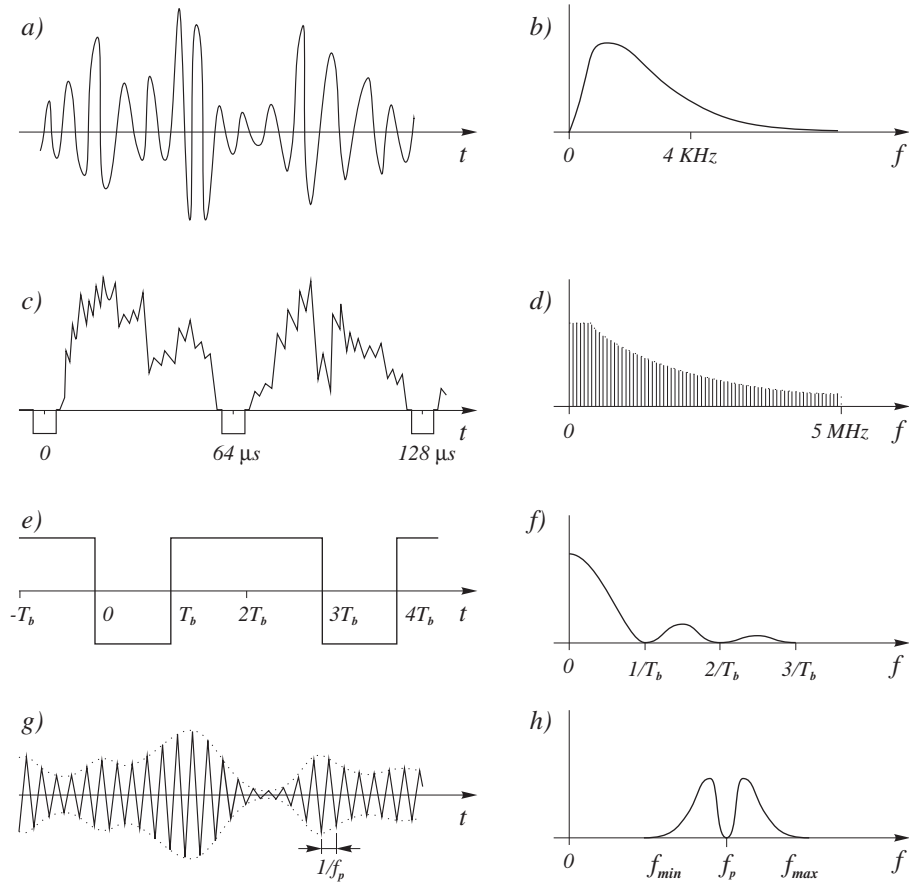 a)
t
b)
0 4 KHz f
c)
0 64 μs 128 μs t
d)
0 5 MHz f
e)
-T_b 0 T_b 2T_b 3T_b 4T_b t
f)
0 1/T_b 2/T_b 3/T_b f
g)
t
1/f_p
h)
0 f_min f_p f_max f